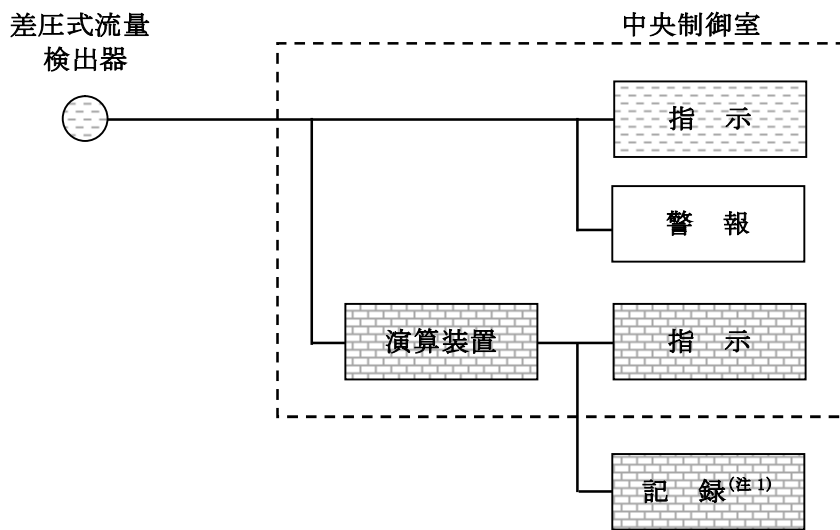 差圧式流量
検出器
中央制御室
指 示
警 報
演算装置
指 示
記 録(注1)